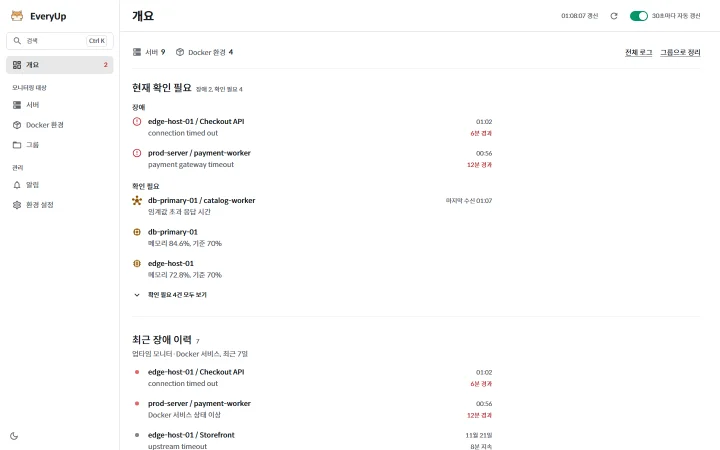 EveryUp
검색
Ctrl K
개요
2
모니터링 대상
서버
Docker 환경
그룹
관리
알림
환경 설정
개요
01:08:07 갱신
30초마다 자동 갱신
서버 9
Docker 환경 4
전체 로그
그룹으로 정리
현재 확인 필요 장애 2, 확인 필요 4
장애
edge-host-01 / Checkout API
01:02
connection timed out
6분 경과
prod-server / payment-worker
00:56
payment gateway timeout
12분 경과
확인 필요
db-primary-01 / catalog-worker
마지막 수신 01:07
임계값 초과 응답 시간
db-primary-01
메모리 84.6%, 기준 70%
edge-host-01
메모리 72.8%, 기준 70%
확인 필요 4건 모두 보기
최근 장애 이력 7
업타임 모니터 · Docker 서비스, 최근 7일
edge-host-01 / Checkout API
01:02
connection timed out
6분 경과
prod-server / payment-worker
00:56
Docker 서비스 상태 이상
12분 경과
edge-host-01 / Storefront
11월 21일
upstream timeout
8분 지속